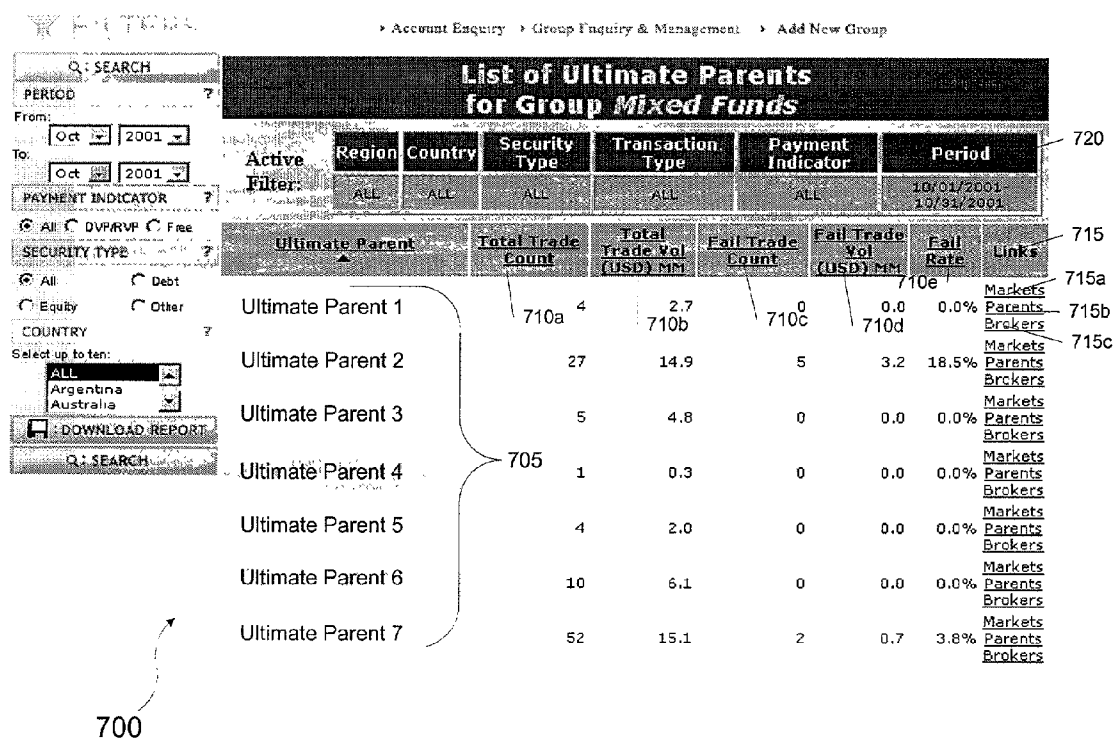 FILTERS
Account Enquiry Group Enquiry & Management Add New Group
SEARCH
PERIOD ?
From:
Oct 2001
To:
Oct 2001
PAYMENT INDICATOR ?
All DVP/RVP Free
SECURITY TYPE ?
All Debt
Equity Other
COUNTRY ?
Select up to ten:
ALL
Argentina
Australia
DOWNLOAD REPORT
SEARCH
List of Ultimate Parents
for Group Mixed Funds
Active Filter:
Region Country Security Type Transaction Type Payment Indicator Period
ALL ALL ALL ALL ALL 10/01/2001-10/31/2001
720
Ultimate Parent Total Trade Count Total Trade Vol (USD) MM Fail Trade Count Fail Trade Vol (USD) MM Fail Rate Links
715
710a 710b 710c 710d 710e
715a
715b
715c
Ultimate Parent 1 4 2.7 0 0.0 0.0% Markets Parents Brokers
Ultimate Parent 2 27 14.9 5 3.2 18.5% Markets Parents Brokers
Ultimate Parent 3 5 4.8 0 0.0 0.0% Markets Parents Brokers
705
Ultimate Parent 4 1 0.3 0 0.0 0.0% Markets Parents Brokers
Ultimate Parent 5 4 2.0 0 0.0 0.0% Markets Parents Brokers
Ultimate Parent 6 10 6.1 0 0.0 0.0% Markets Parents Brokers
Ultimate Parent 7 52 15.1 2 0.7 3.8% Markets Parents Brokers
700